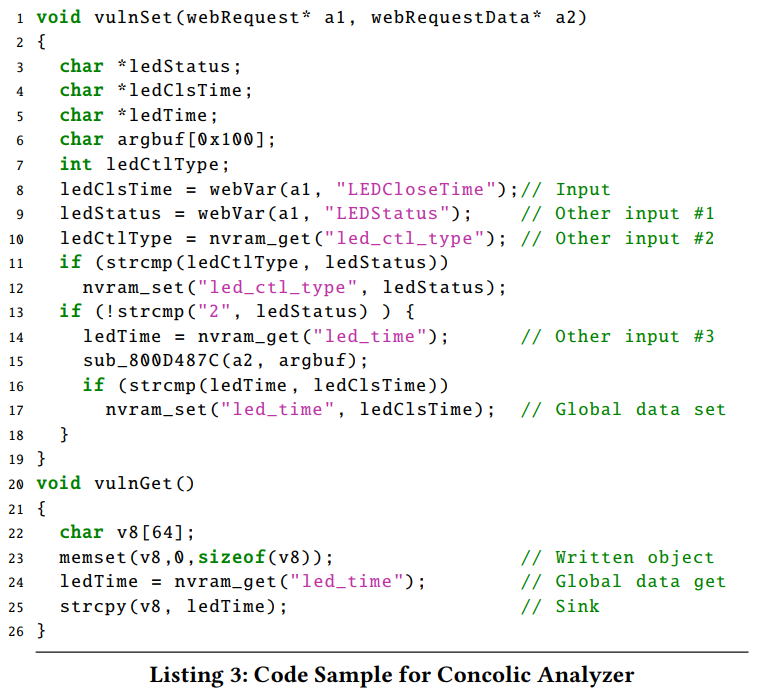 1 void vulnSet(webRequest* a1, webRequestData* a2)
2 {
3   char *ledStatus;
4   char *ledClsTime;
5   char *ledTime;
6   char argbuf[0x100];
7   int ledCtlType;
8   ledClsTime = webVar(a1, "LEDCloseTime");// Input
9   ledStatus = webVar(a1, "LEDStatus");    // Other input #1
10   ledCtlType = nvram_get("led_ctl_type"); // Other input #2
11   if (strcmp(ledCtlType, ledStatus))
12     nvram_set("led_ctl_type", ledStatus);
13   if (!strcmp("2", ledStatus) ) {
14     ledTime = nvram_get("led_time");      // Other input #3
15     sub_800D487C(a2, argbuf);
16     if (strcmp(ledTime, ledClsTime))
17       nvram_set("led_time", ledClsTime);  // Global data set
18   }
19 }
20 void vulnGet()
21 {
22   char v8[64];
23   memset(v8,0,sizeof(v8));                // Written object
24   ledTime = nvram_get("led_time");        // Global data get
25   strcpy(v8, ledTime);                    // Sink
26 }
Listing 3: Code Sample for Concolic Analyzer